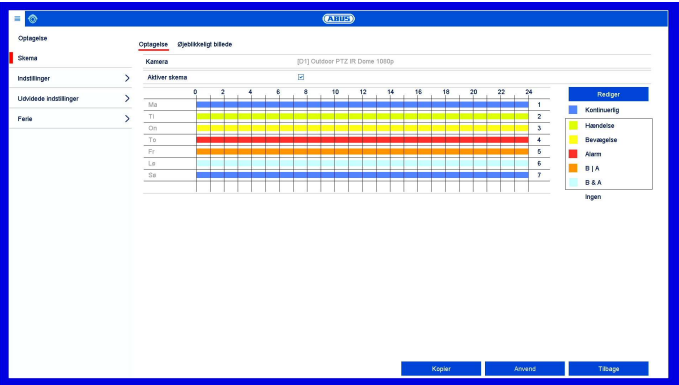 ABUS
Optagelse
Skema
Indstillinger
Udvidede indstillinger
Ferie
Optagelse Øjeblikkeligt billede
Kamera [D1] Outdoor PTZ IR Dome 1080p
Aktiver skema
0 2 4 6 8 10 12 14 16 18 20 22 24
Ma 1
Ti 2
On 3
To 4
Fr 5
Lø 6
Sø 7
Rediger
Kontinuerlig
Hændelse
Bevægelse
Alarm
B | A
B & A
Ingen
Kopier Anvend Tilbage